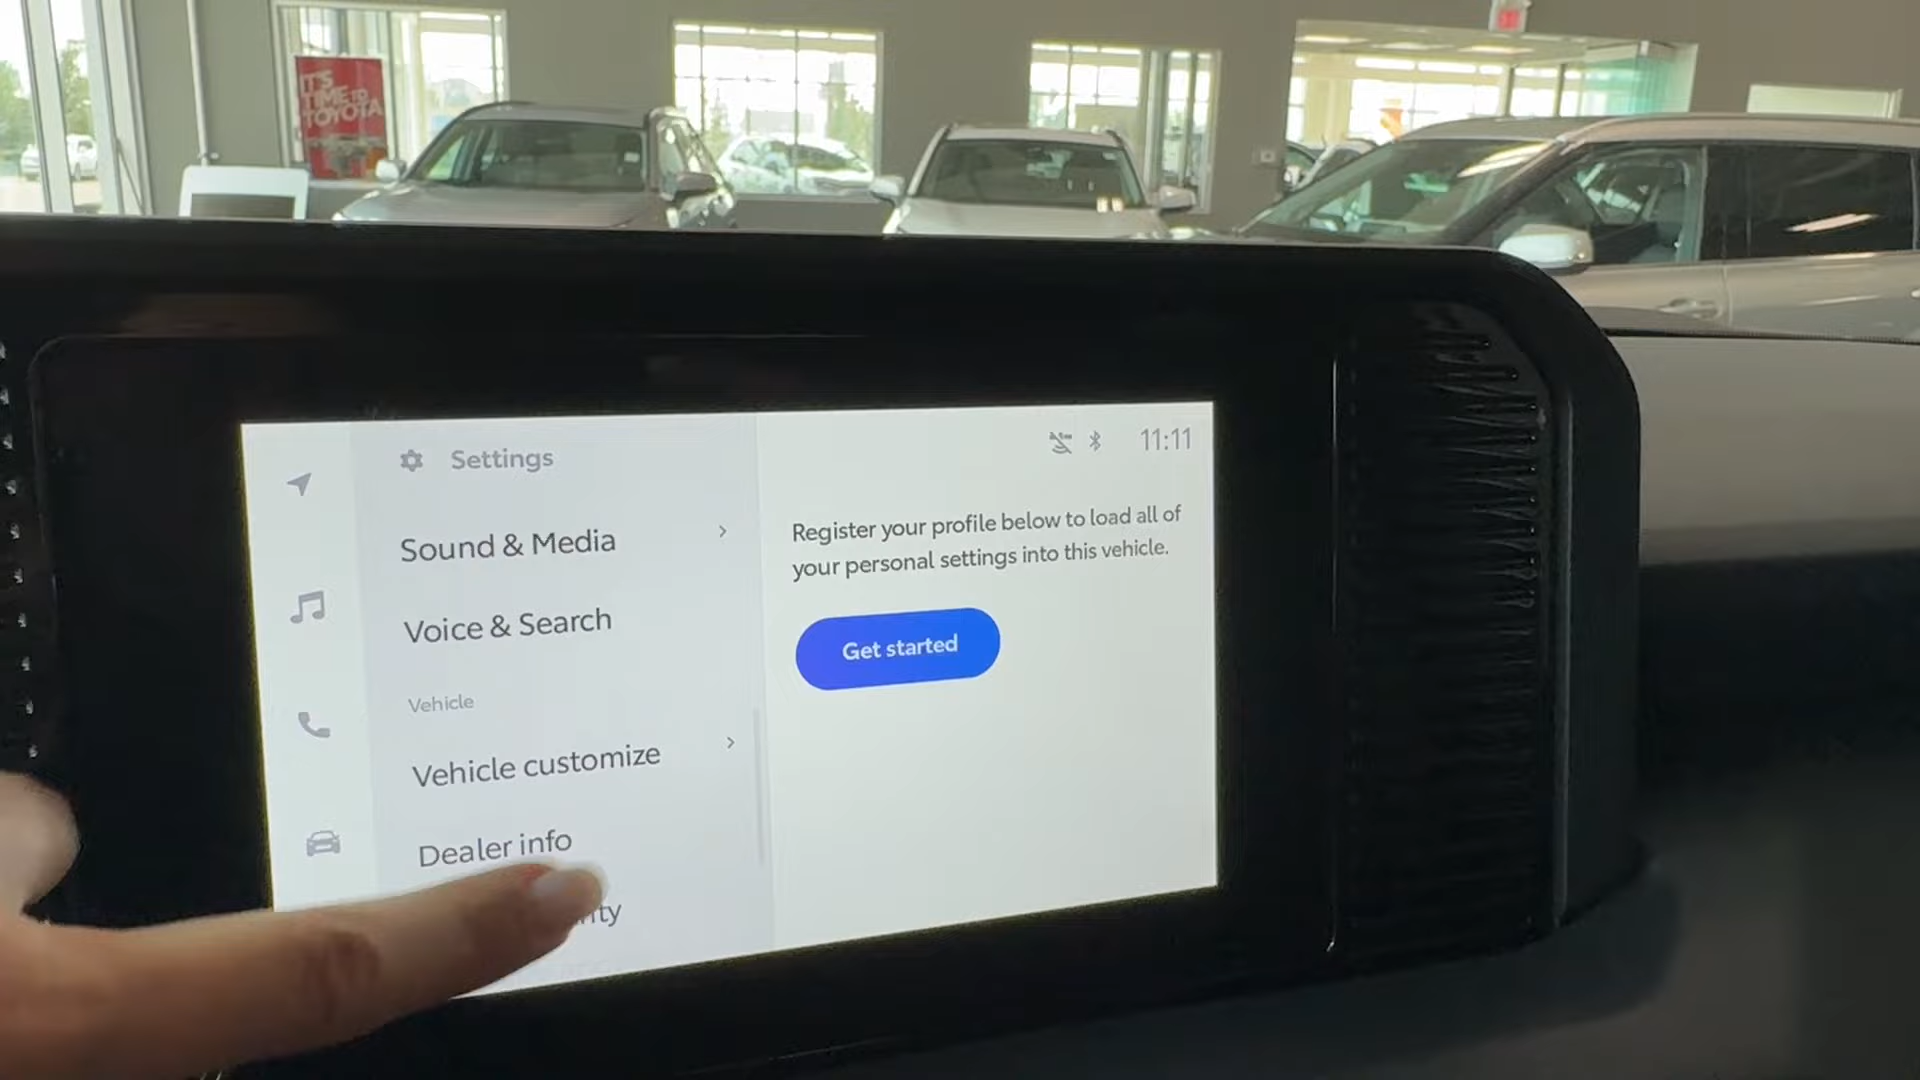 IT'S
TIME TO
TOYOTA
Settings
11:11
Sound & Media
Voice & Search
Vehicle
Vehicle customize
Dealer info
Register your profile below to load all of
your personal settings into this vehicle.
Get started